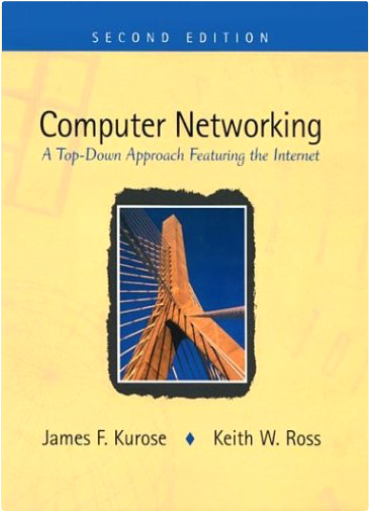 SECOND EDITION
Computer Networking
A Top-Down Approach Featuring the Internet
James F. Kurose ♦ Keith W. Ross